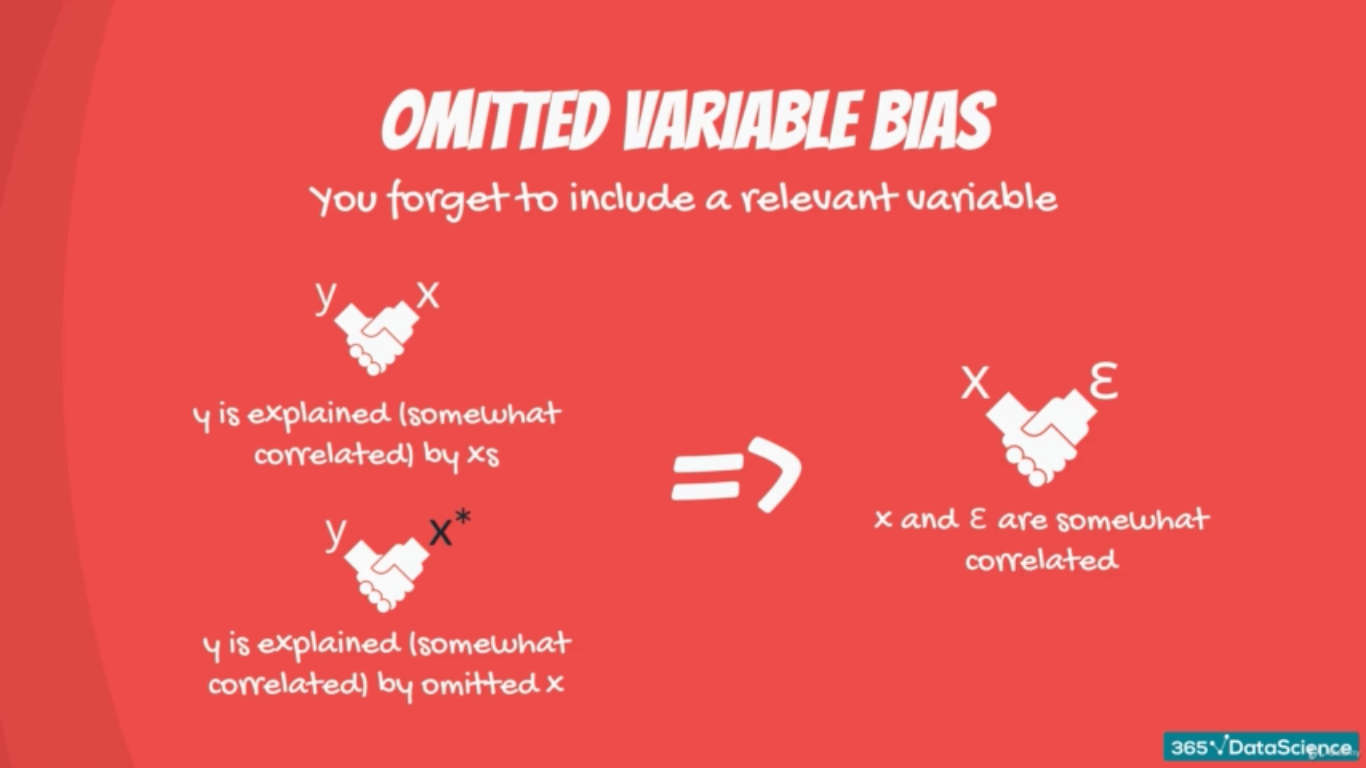 OMITTED VARIABLE BIAS
You forget to include a relevant variable
y x
y is explained (somewhat
correlated) by xs
y x*
y is explained (somewhat
correlated) by omitted x
=>
x ε
x and ε are somewhat
correlated
365 DataScience